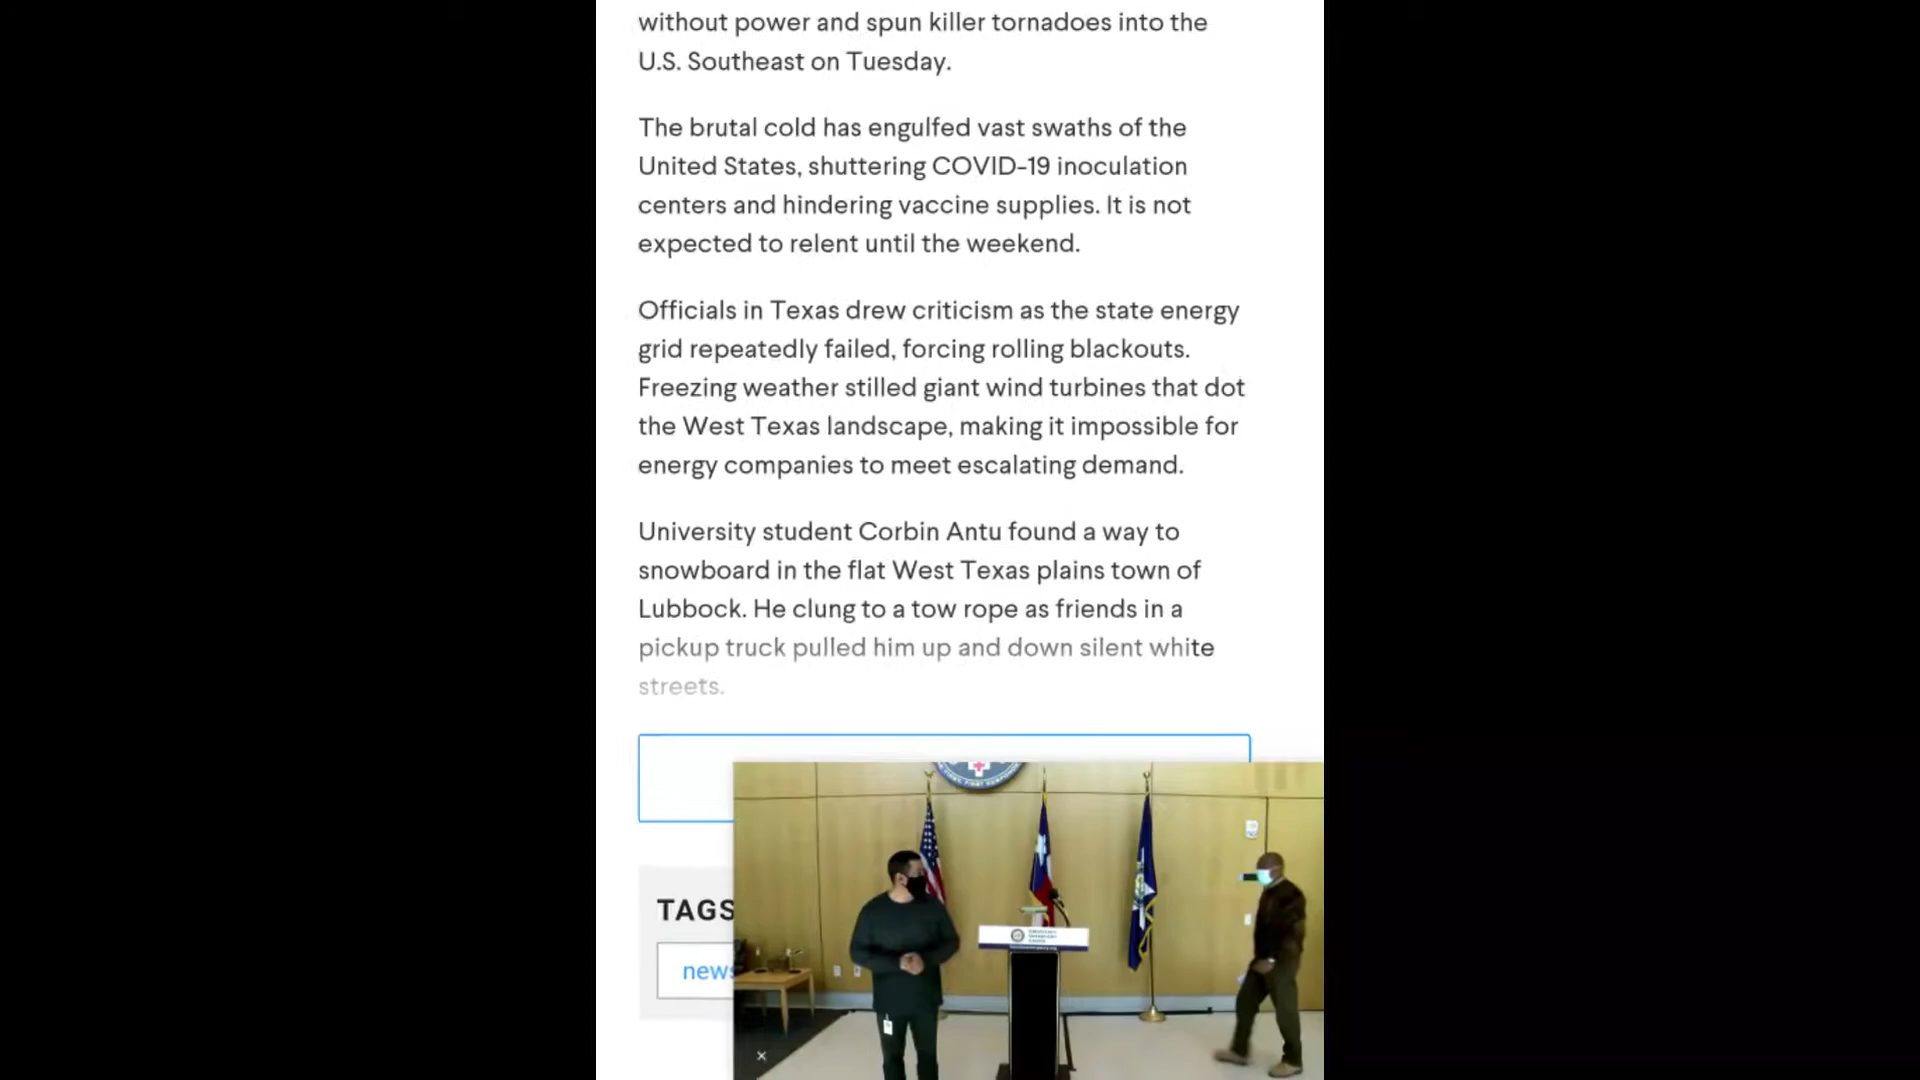 without power and spun killer tornadoes into the
U.S. Southeast on Tuesday.
The brutal cold has engulfed vast swaths of the
United States, shuttering COVID-19 inoculation
centers and hindering vaccine supplies. It is not
expected to relent until the weekend.
Officials in Texas drew criticism as the state energy
grid repeatedly failed, forcing rolling blackouts.
Freezing weather stilled giant wind turbines that dot
the West Texas landscape, making it impossible for
energy companies to meet escalating demand.
University student Corbin Antu found a way to
snowboard in the flat West Texas plains town of
Lubbock. He clung to a tow rope as friends in a
pickup truck pulled him up and down silent white
streets.
TAGS
news